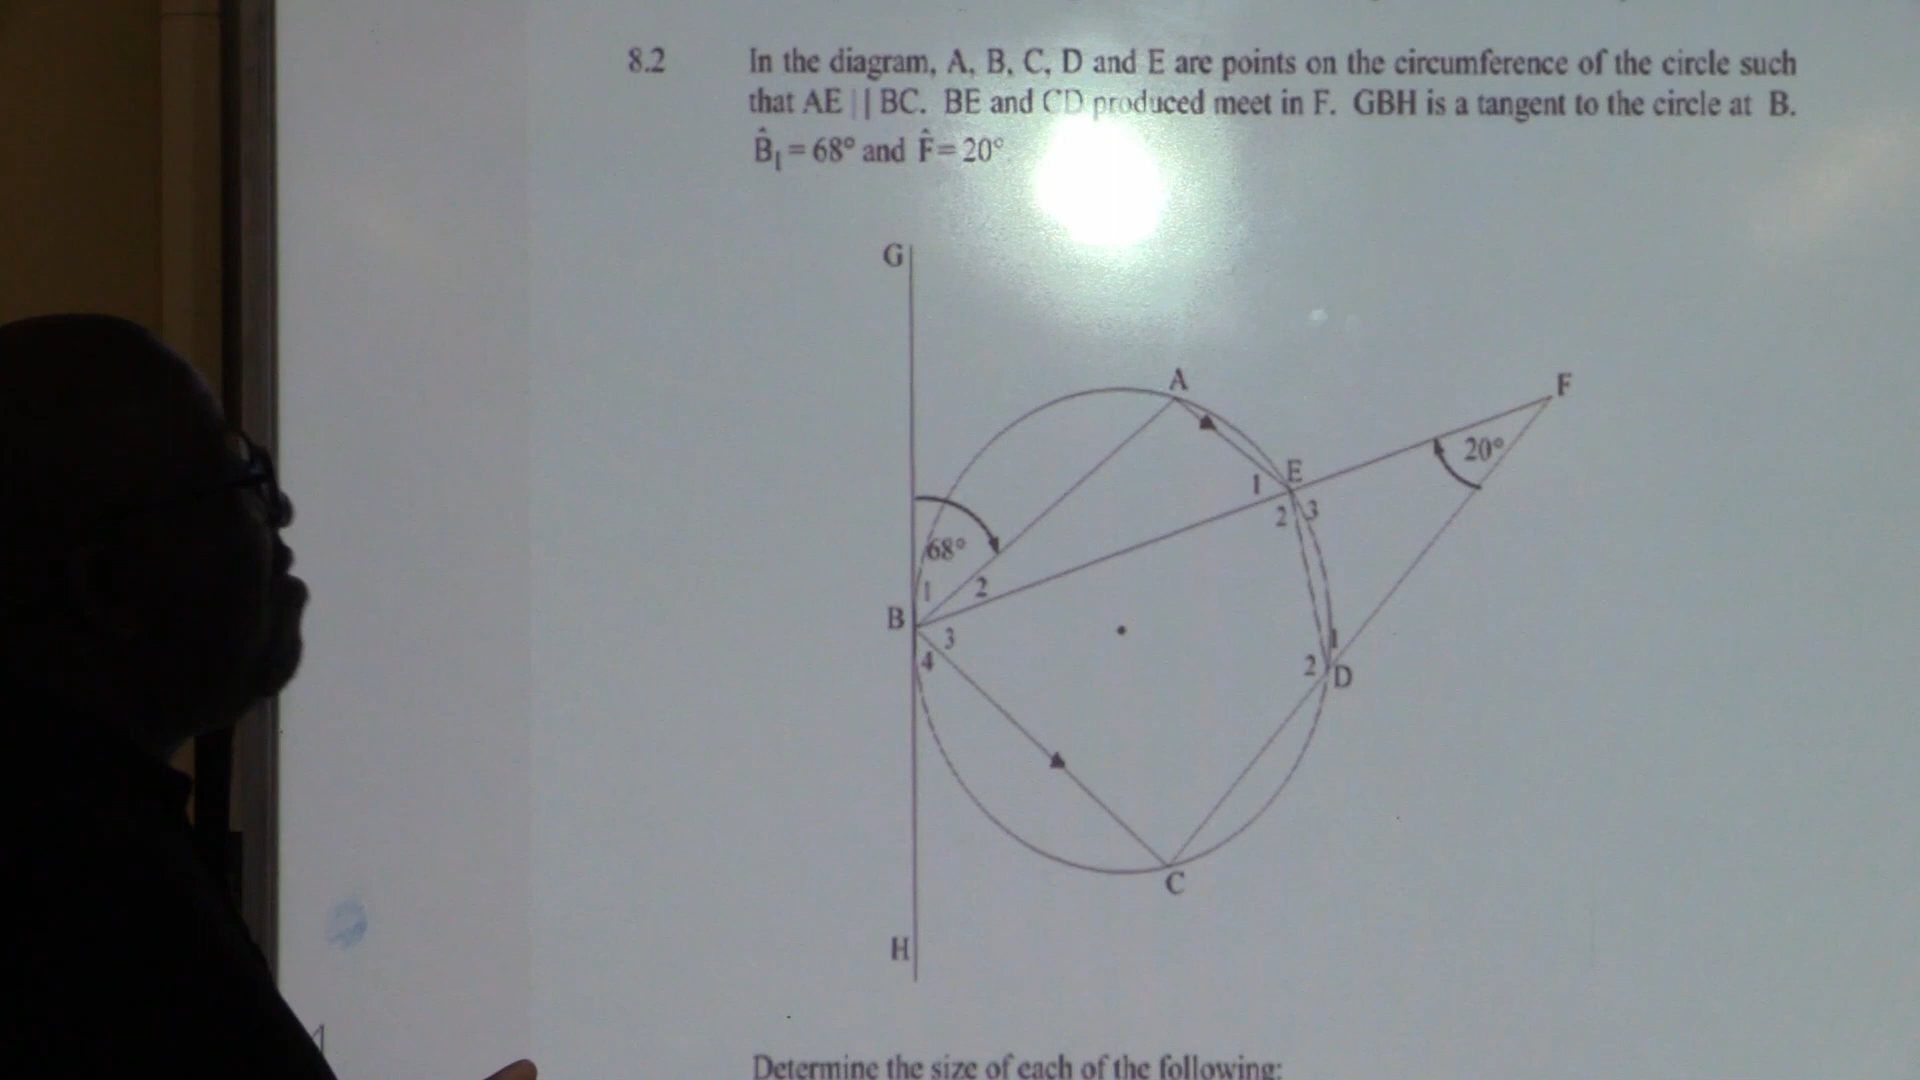 8.2 In the diagram, A, B, C, D and E are points on the circumference of the circle such
that AE || BC. BE and CD produced meet in F. GBH is a tangent to the circle at B.
B̂₁ = 68° and F̂ = 20°
G
A
F
20°
E
1
2 3
68°
1 2
B
3
4
1
2 D
C
H
Determine the size of each of the following: